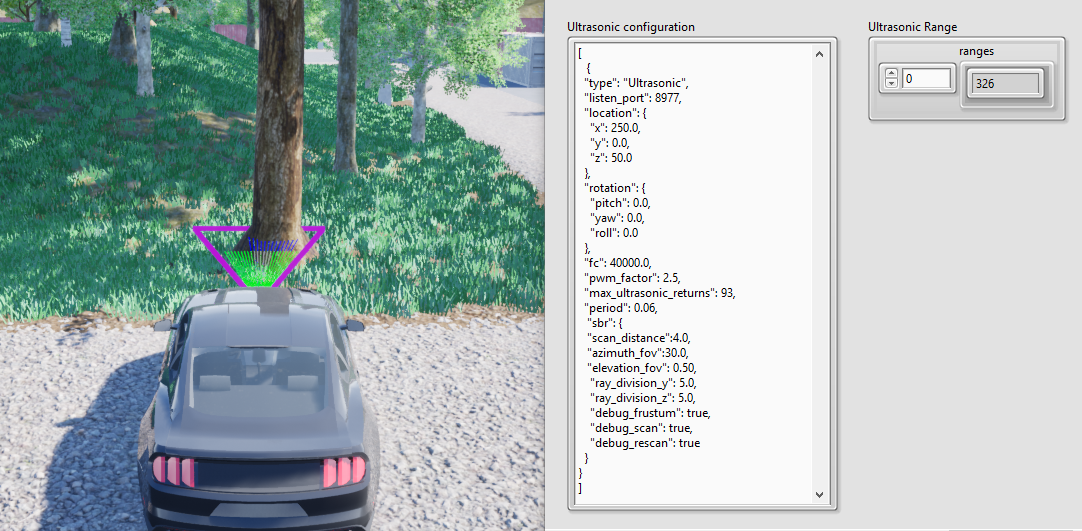 Ultrasonic configuration
[
{
"type": "Ultrasonic",
"listen_port": 8977,
"location": {
"x": 250.0,
"y": 0.0,
"z": 50.0
},
"rotation": {
"pitch": 0.0,
"yaw": 0.0,
"roll": 0.0
},
"fc": 40000.0,
"pwm_factor": 2.5,
"max_ultrasonic_returns": 93,
"period": 0.06,
"sbr": {
"scan_distance":4.0,
"azimuth_fov":30.0,
"elevation_fov": 0.50,
"ray_division_y": 5.0,
"ray_division_z": 5.0,
"debug_frustum": true,
"debug_scan": true,
"debug_rescan": true
}
}
]
Ultrasonic Range
ranges
0
326